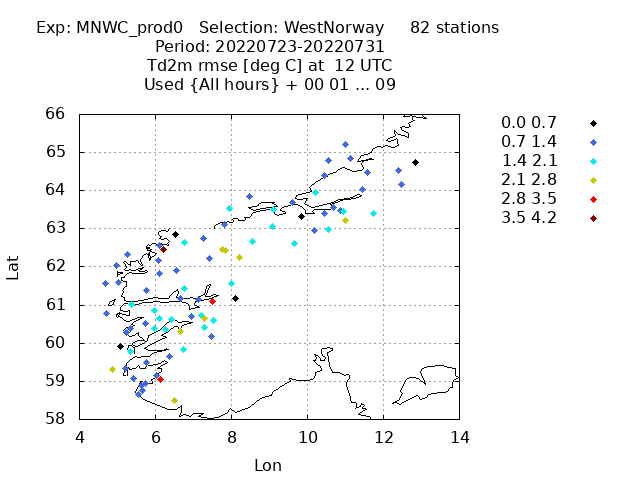 Exp: MNWC_prod0 Selection: WestNorway 82 stations
Period: 20220723-20220731
Td2m rmse [deg C] at 12 UTC
Used {All hours} + 00 01 ... 09
66
65
64
63
62
61
60
59
58
4 6 8 10 12 14
Lat
Lon
0.0 0.7
0.7 1.4
1.4 2.1
2.1 2.8
2.8 3.5
3.5 4.2